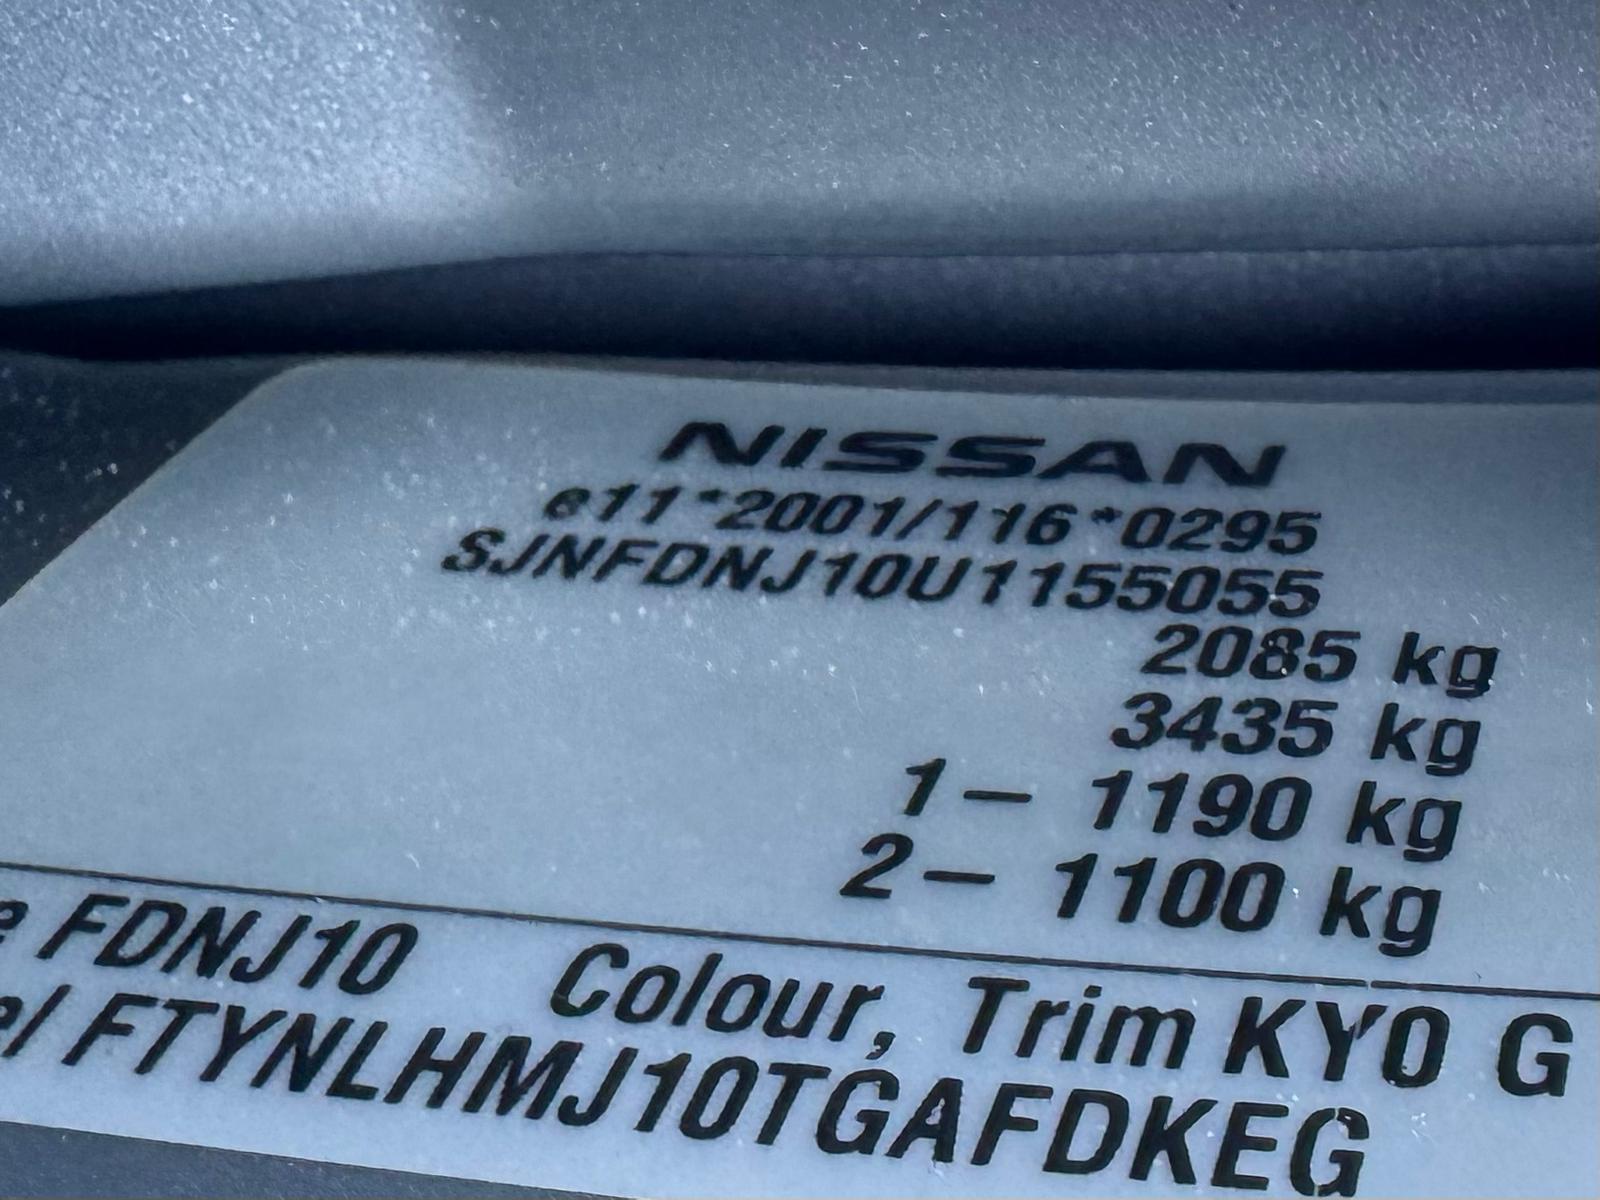 NISSAN
e11*2001/116*0295
SJNFDNJ10U1155055
2085 kg
3435 kg
1– 1190 kg
2– 1100 kg
FDNJ10 Colour, Trim KY0 G
FTYNLHMJ10TGAFDKEG